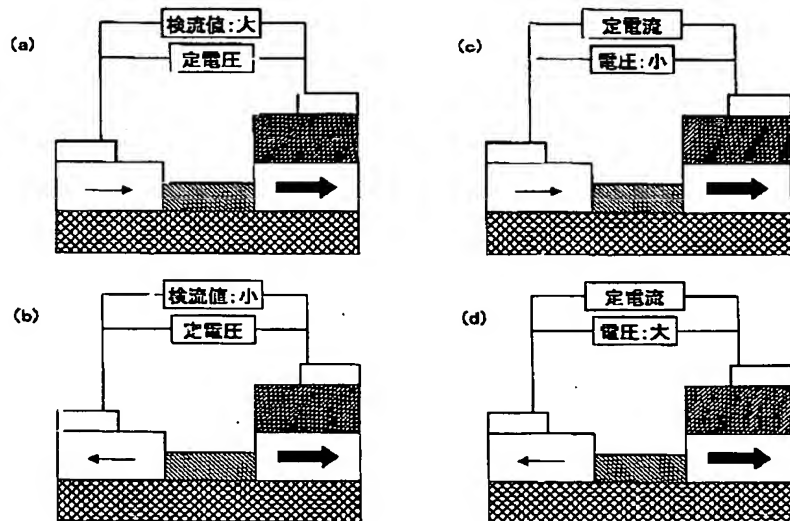 (a)
検流値:大
定電圧
(c)
定電流
電圧:小
(b)
検流値:小
定電圧
(d)
定電流
電圧:大